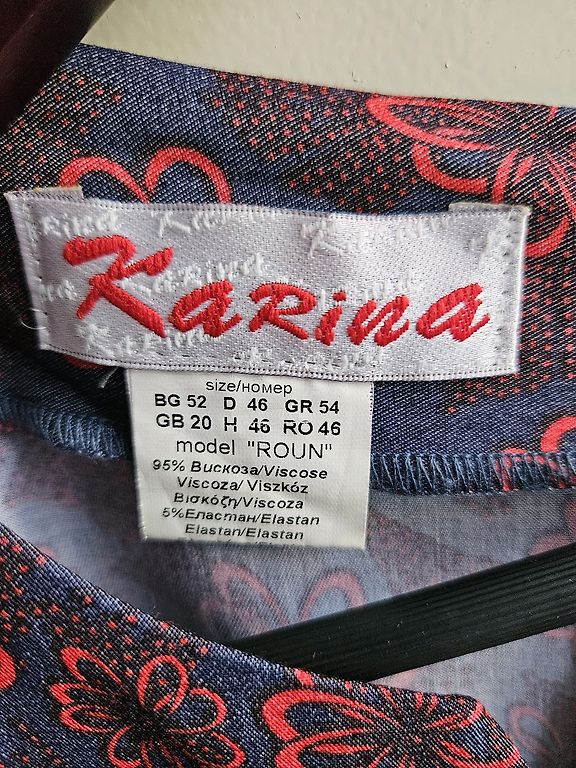 Karina
size/номер
BG 52 D 46 GR 54
GB 20 H 46 RO 46
model "ROUN"
95% Вискоза/Viscose
Viscoza/Viszkóz
Βισκόζη/Viscoza
5%Еластан/Elastan
Elastan/Elastan